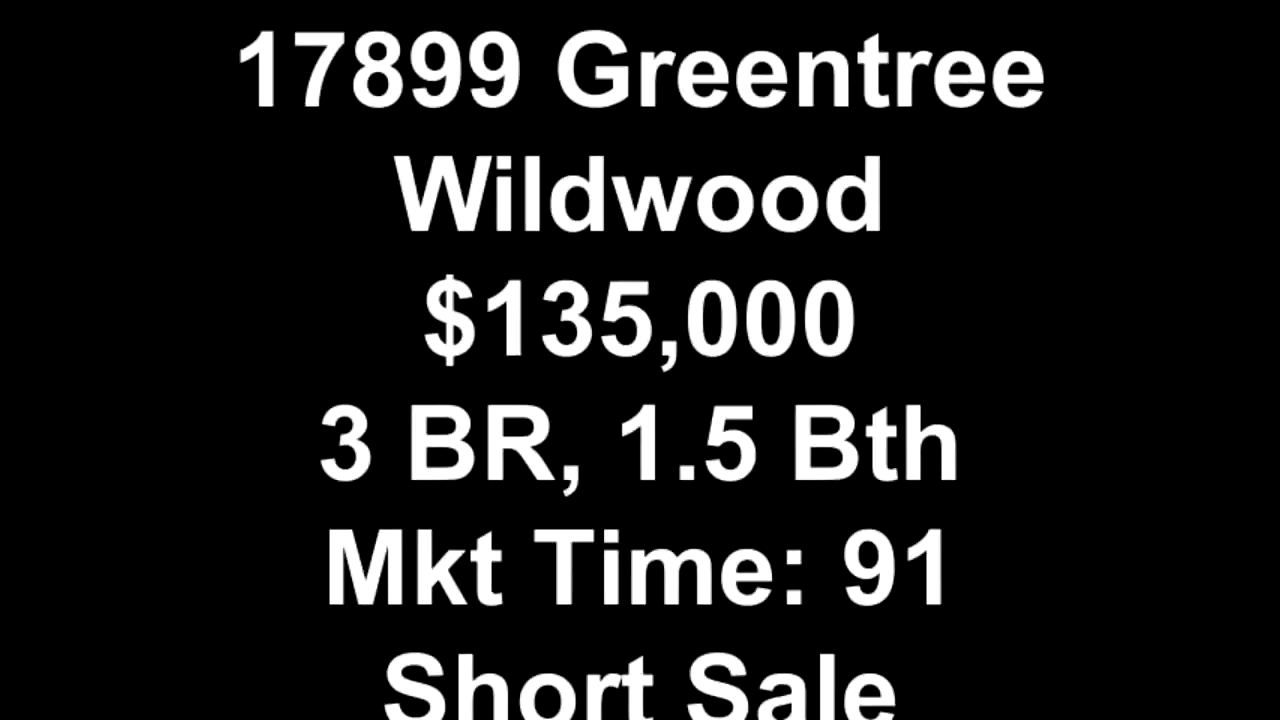 17899 Greentree
Wildwood
$135,000
3 BR, 1.5 Bth
Mkt Time: 91
Short Sale